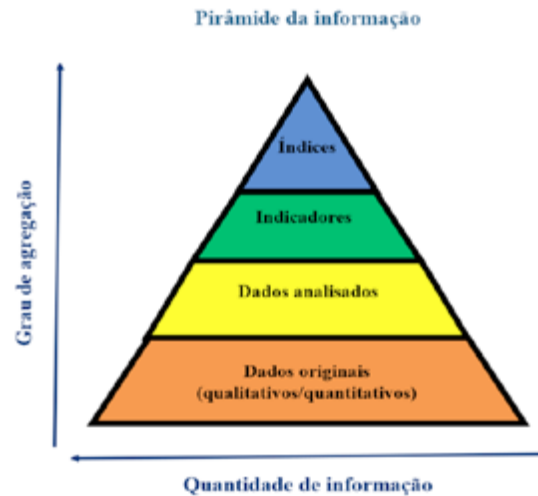 Pirâmide da informação
Grau de agregação
Índices
Indicadores
Dados analisados
Dados originais
(qualitativos/quantitativos)
Quantidade de informação